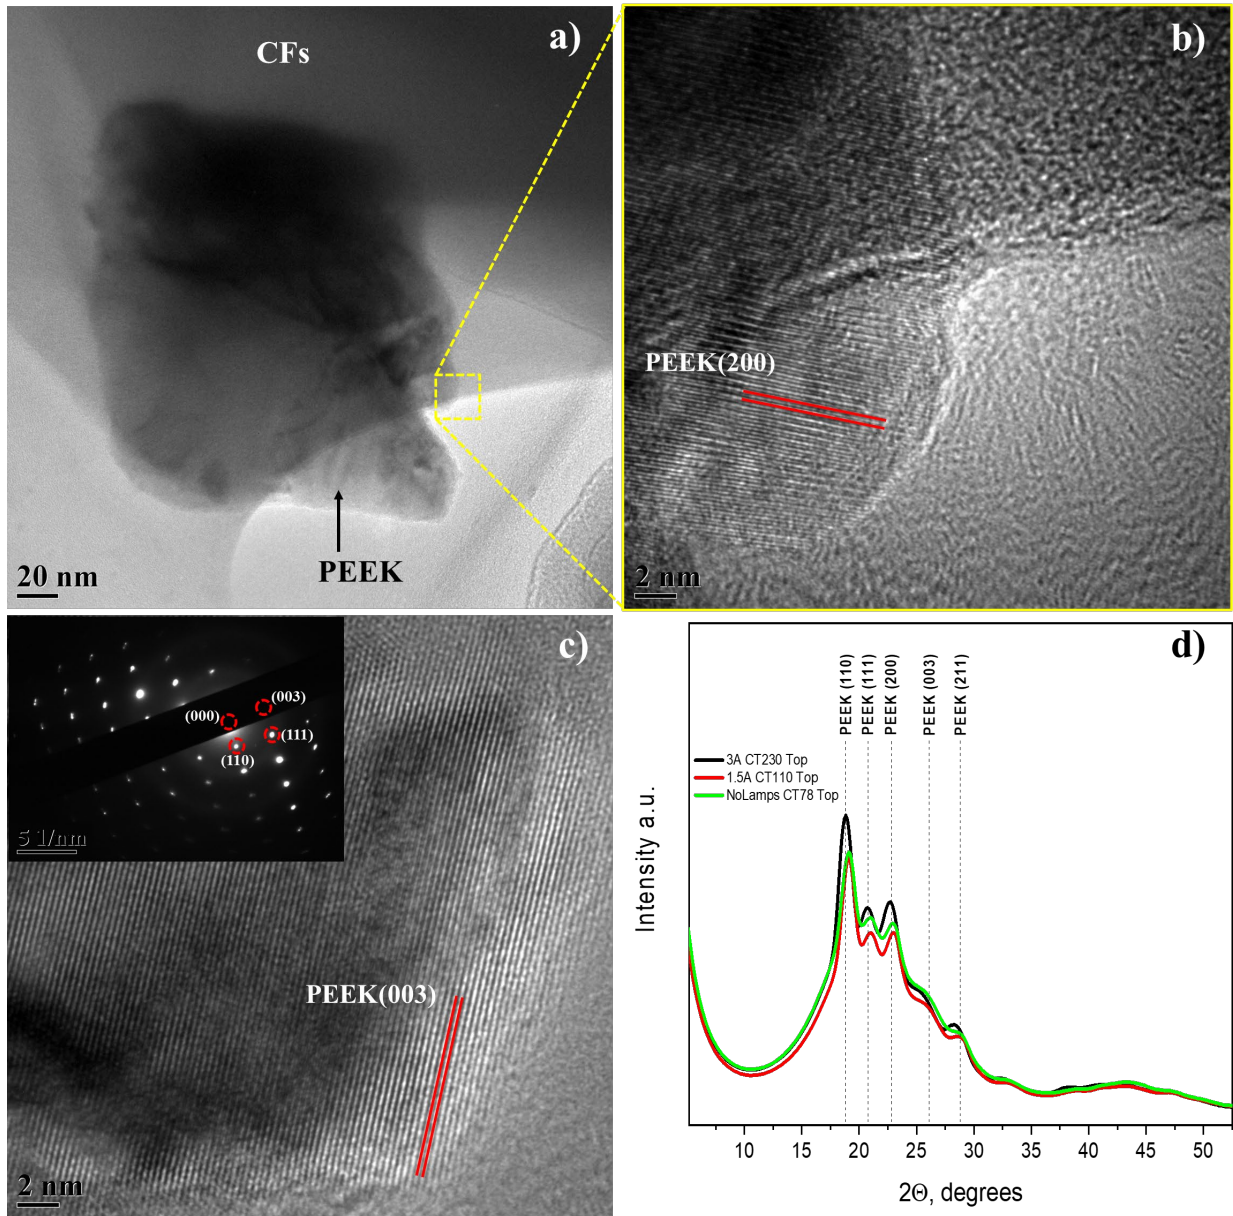 a)
CFs
PEEK
20 nm
b)
PEEK(200)
2 nm
c)
(000)
(003)
(111)
(110)
5 1/nm
PEEK(003)
2 nm
d)
PEEK (110)
PEEK (111)
PEEK (200)
PEEK (003)
PEEK (211)
3A CT230 Top
1.5A CT110 Top
NoLamps CT78 Top
Intensity a.u.
10 15 20 25 30 35 40 45 50
2Θ, degrees